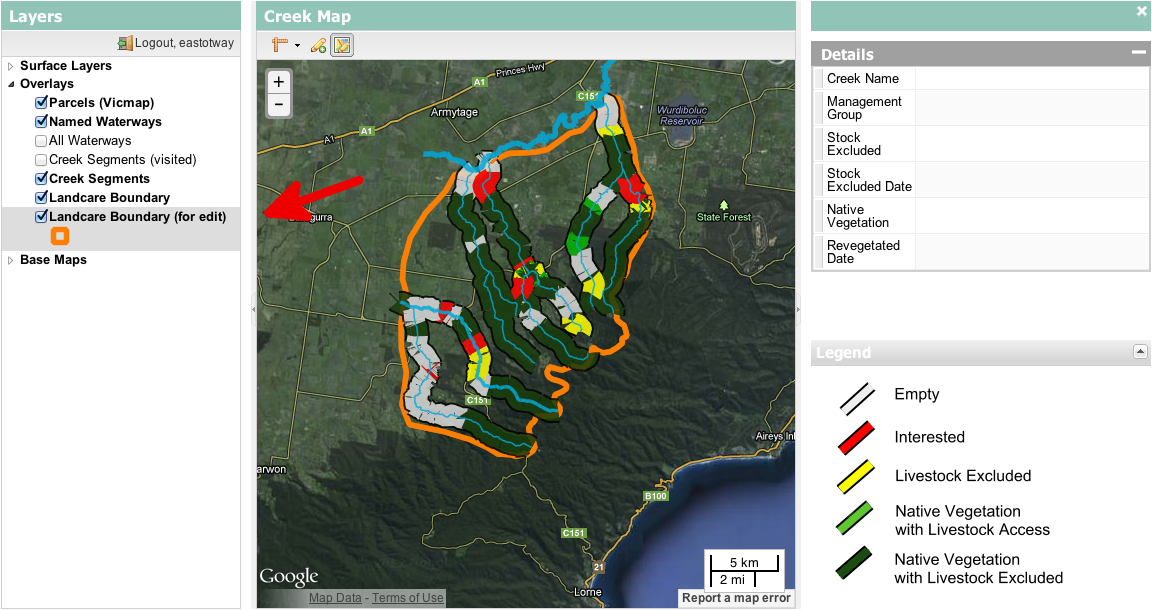 Layers
Logout, eastotway
Surface Layers
Overlays
Parcels (Vicmap)
Named Waterways
All Waterways
Creek Segments (visited)
Creek Segments
Landcare Boundary
Landcare Boundary (for edit)
Base Maps
Creek Map
+
−
Princes Hwy
A1
C151
Armytage
Wurdiboluc
Reservoir
A1
A1
gurra
State Forest
C151
Aireys In
arwon
B100
C151
21
Lorne
5 km
2 mi
Google
Map Data - Terms of Use
Report a map error
Details
Creek Name
Management
Group
Stock
Excluded
Stock
Excluded Date
Native
Vegetation
Revegetated
Date
Legend
Empty
Interested
Livestock Excluded
Native Vegetation
with Livestock Access
Native Vegetation
with Livestock Excluded